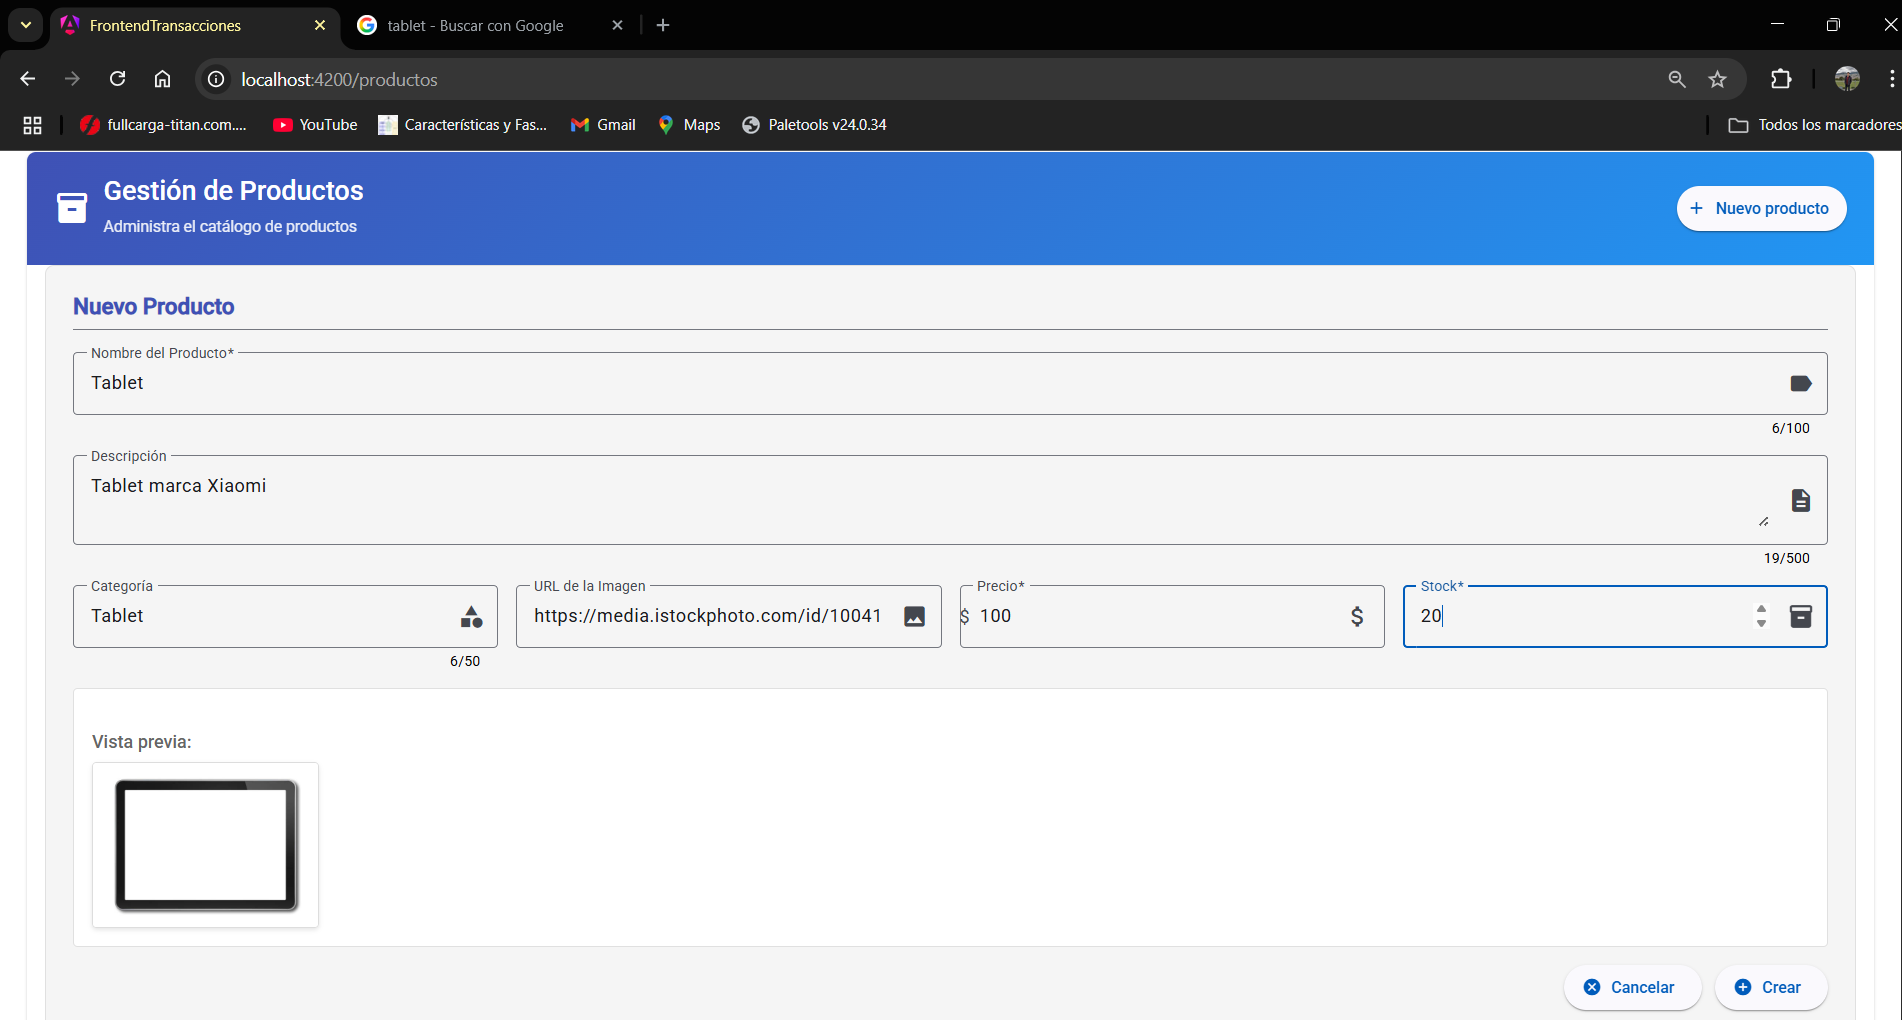 FrontendTransacciones
tablet - Buscar con Google
localhost:4200/productos
fullcarga-titan.com....
YouTube
Características y Fas...
Gmail
Maps
Paletools v24.0.34
Todos los marcadores
Gestión de Productos
Administra el catálogo de productos
+ Nuevo producto
Nuevo Producto
Nombre del Producto*
Tablet
6/100
Descripción
Tablet marca Xiaomi
19/500
Categoría
Tablet
6/50
URL de la Imagen
https://media.istockphoto.com/id/10041
Precio*
$ 100
$
Stock*
20
Vista previa:
Cancelar
Crear